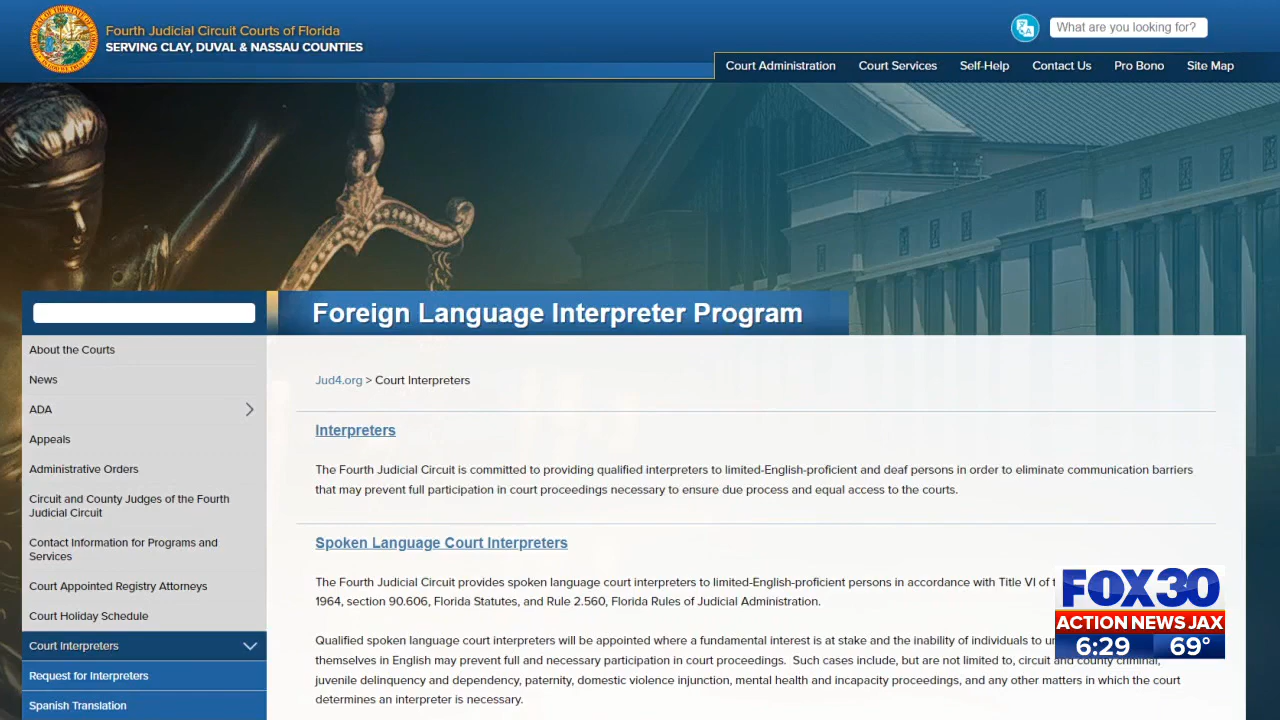 Fourth Judicial Circuit Courts of Florida
SERVING CLAY, DUVAL & NASSAU COUNTIES
What are you looking for?
Court Administration Court Services Self-Help Contact Us Pro Bono Site Map
Foreign Language Interpreter Program
About the Courts
News
ADA
Appeals
Administrative Orders
Circuit and County Judges of the Fourth
Judicial Circuit
Contact Information for Programs and
Services
Court Appointed Registry Attorneys
Court Holiday Schedule
Court Interpreters
Request for Interpreters
Spanish Translation
Jud4.org > Court Interpreters
Interpreters
The Fourth Judicial Circuit is committed to providing qualified interpreters to limited-English-proficient and deaf persons in order to eliminate communication barriers
that may prevent full participation in court proceedings necessary to ensure due process and equal access to the courts.
Spoken Language Court Interpreters
The Fourth Judicial Circuit provides spoken language court interpreters to limited-English-proficient persons in accordance with Title VI of
1964, section 90.606, Florida Statutes, and Rule 2.560, Florida Rules of Judicial Administration.
Qualified spoken language court interpreters will be appointed where a fundamental interest is at stake and the inability of individuals to
themselves in English may prevent full and necessary participation in court proceedings. Such cases include, but are not limited to, circuit and county criminal,
juvenile delinquency and dependency, paternity, domestic violence injunction, mental health and incapacity proceedings, and any other matters in which the court
determines an interpreter is necessary.
FOX30
ACTION NEWS JAX
6:29 69°